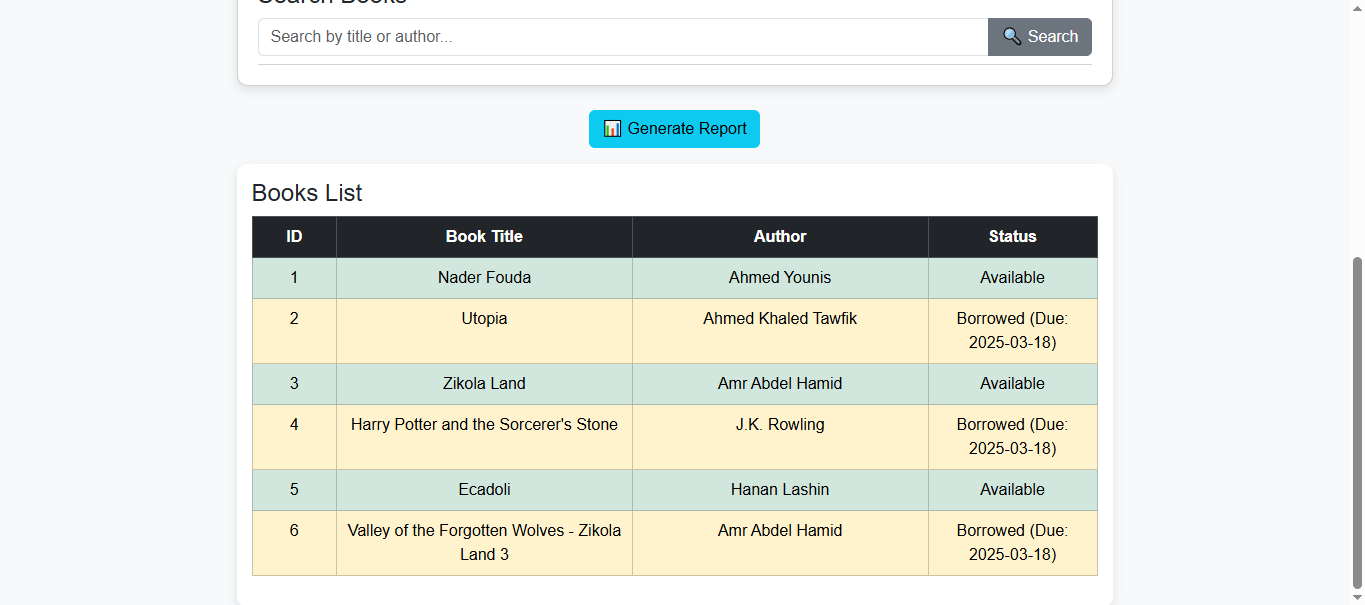 Search Books
Search by title or author...
🔍 Search
📊 Generate Report
Books List
ID Book Title Author Status
1 Nader Fouda Ahmed Younis Available
2 Utopia Ahmed Khaled Tawfik Borrowed (Due:
2025-03-18)
3 Zikola Land Amr Abdel Hamid Available
4 Harry Potter and the Sorcerer's Stone J.K. Rowling Borrowed (Due:
2025-03-18)
5 Ecadoli Hanan Lashin Available
6 Valley of the Forgotten Wolves - Zikola Amr Abdel Hamid Borrowed (Due:
Land 3 2025-03-18)